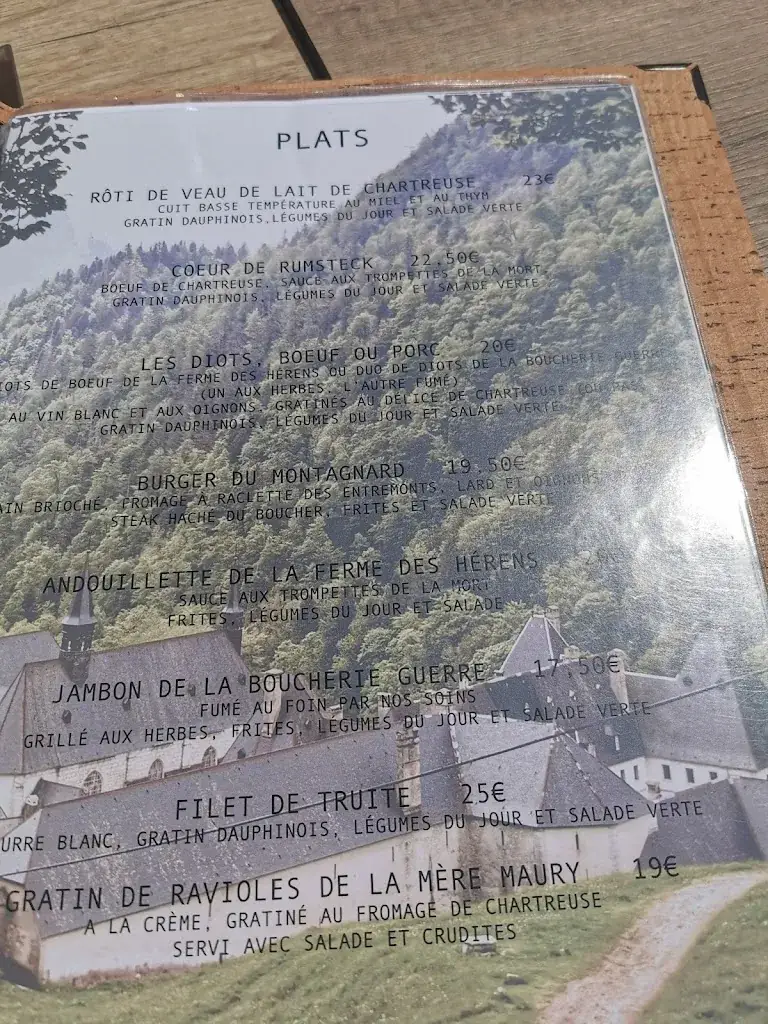 PLATS
RÔTI DE VEAU DE LAIT DE CHARTREUSE 23€
CUIT BASSE TEMPÉRATURE AU MIEL ET AU THYM
GRATIN DAUPHINOIS, LÉGUMES DU JOUR ET SALADE VERTE
COEUR DE RUMSTECK 22,50€
BOEUF DE CHARTREUSE, SAUCE AUX TROMPETTES DE LA MORT,
GRATIN DAUPHINOIS, LÉGUMES DU JOUR ET SALADE VERTE
LES DIOTS, BOEUF OU PORC 20€
IOTS DE BOEUF DE LA FERME DES HÉRENS OU DUO DE DIOTS DE LA BOUCHERIE GUERRE
(UN AUX HERBES, L'AUTRE FUMÉ)
AU VIN BLANC ET AUX OIGNONS, GRATINÉS AU DÉLICE DE CHARTREUSE (OU PAS)
GRATIN DAUPHINOIS, LÉGUMES DU JOUR ET SALADE VERTE
BURGER DU MONTAGNARD 19,50€
AIN BRIOCHÉ, FROMAGE À RACLETTE DES ENTREMONTS, LARD ET OIGNONS
STEAK HACHÉ DU BOUCHER, FRITES ET SALADE VERTE
ANDOUILLETTE DE LA FERME DES HÉRENS
SAUCE AUX TROMPETTES DE LA MORT
FRITES, LÉGUMES DU JOUR ET SALADE
JAMBON DE LA BOUCHERIE GUERRE 17,50€
FUMÉ AU FOIN PAR NOS SOINS
GRILLÉ AUX HERBES, FRITES, LÉGUMES DU JOUR ET SALADE VERTE
FILET DE TRUITE 25€
URRE BLANC, GRATIN DAUPHINOIS, LÉGUMES DU JOUR ET SALADE VERTE
GRATIN DE RAVIOLES DE LA MÈRE MAURY 19€
A LA CRÈME, GRATINÉ AU FROMAGE DE CHARTREUSE
SERVI AVEC SALADE ET CRUDITES